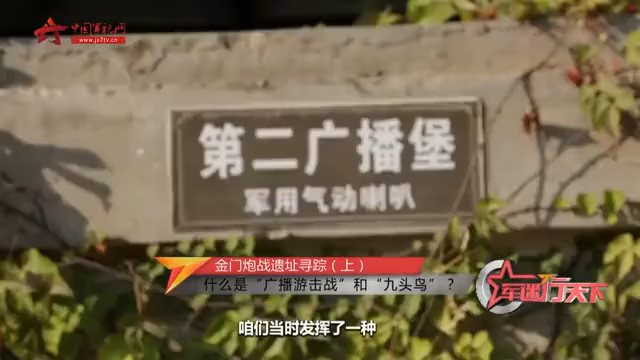 中国军视网
www.js7tv.cn
第二广播堡
军用气动喇叭
金门炮战遗址寻踪（上）
什么是“广播游击战”和“九头鸟”？
军迷行天下
咱们当时发挥了一种